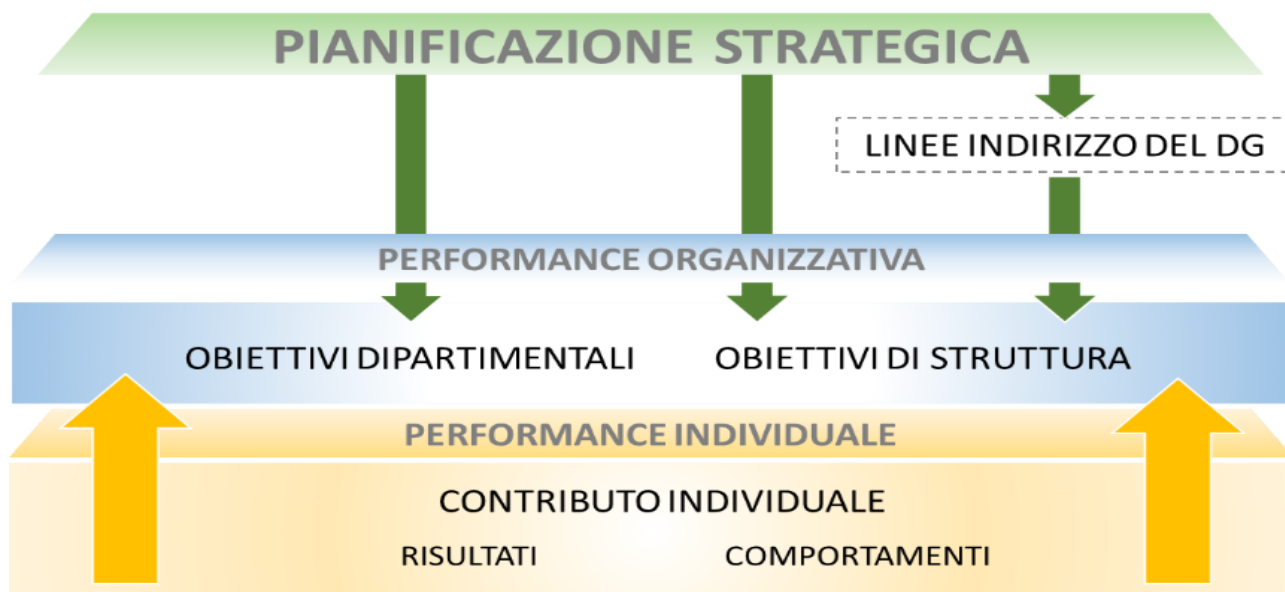 PIANIFICAZIONE STRATEGICA
LINEE INDIRIZZO DEL DG
PERFORMANCE ORGANIZZATIVA
OBIETTIVI DIPARTIMENTALI OBIETTIVI DI STRUTTURA
PERFORMANCE INDIVIDUALE
CONTRIBUTO INDIVIDUALE
RISULTATI COMPORTAMENTI